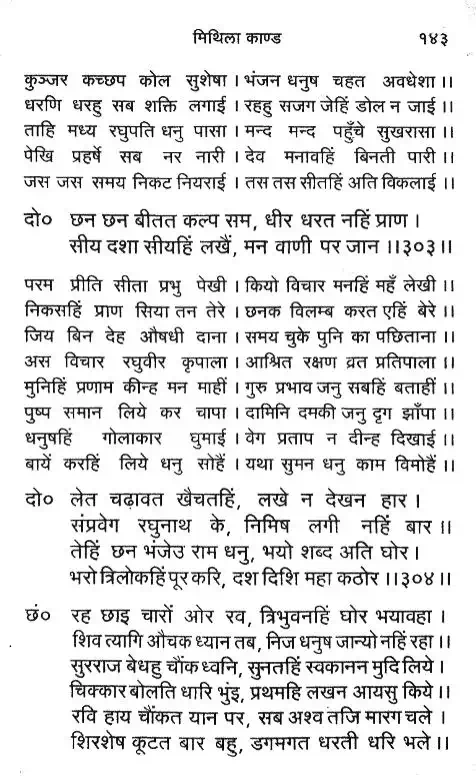 मिथिला काण्ड १४३
कुञ्जर कच्छप कोल सुशेषा । भंजन धनुष चहत अवधेशा ।।
धरणि धरहु सब शक्ति लगाई । रहहु सजग जेहिं डोल न जाई ।।
ताहि मध्य रघुपति धनु पासा । मन्द मन्द पहुँचे सुखरासा ।।
पेखि प्रहर्षे सब नर नारी । देव मनावहिं बिनती पारी ।।
जस जस समय निकट नियराई । तस तस सीतहिं अति विकलाई ।।
दो० छन छन बीतत कल्प सम, धीर धरत नहिं प्राण ।
सीय दशा सीयहिं लखैं, मन वाणी पर जान ।।३०३।।
परम प्रीति सीता प्रभु पेखी । कियो विचार मनहिं महँ लेखी ।।
निकसहिं प्राण सिया तन तेरे । छनक विलम्ब करत एहिं बेरे ।।
जिय बिन देह औषधी दाना । समय चुके पुनि का पछिताना ।।
अस विचार रघुवीर कृपाला । आश्रित रक्षण व्रत प्रतिपाला ।।
मुनिहिं प्रणाम कीन्ह मन माहीं । गुरु प्रभाव जनु सबहिं बताहीं ।।
पुष्प समान लिये कर चापा । दामिनि दमकी जनु दृग झाँपा ।।
धनुषहिं गोलाकार घुमाई । वेग प्रताप न दीन्ह दिखाई ।।
बायें करहिं लिये धनु सोहैं । यथा सुमन धनु काम विमोहैं ।।
दो० लेत चढ़ावत खैचतहिं, लखे न देखन हार ।
संप्रवेग रघुनाथ के, निमिष लगी नहिं बार ।।
तेहिं छन भंजेउ राम धनु, भयो शब्द अति घोर ।
भरो त्रिलोकहिं पूर करि, दश दिशि महा कठोर ।।३०४।।
छं० रह छाइ चारों ओर रव, त्रिभुवनहिं घोर भयावहा ।
शिव त्यागि औचक ध्यान तब, निज धनुष जान्यो नहिं रहा ।।
सुरराज बेधहु चौंक ध्वनि, सुनतहिं स्वकानन मुदि लिये ।
चिक्कार बोलति धारि भुंइ, प्रथमहि लखन आयसु किये ।।
रवि हाय चौंकत यान पर, सब अश्व तजि मारग चले ।
शिरशेष कूटत बार बहु, डगमगत धरती धरि भले ।।